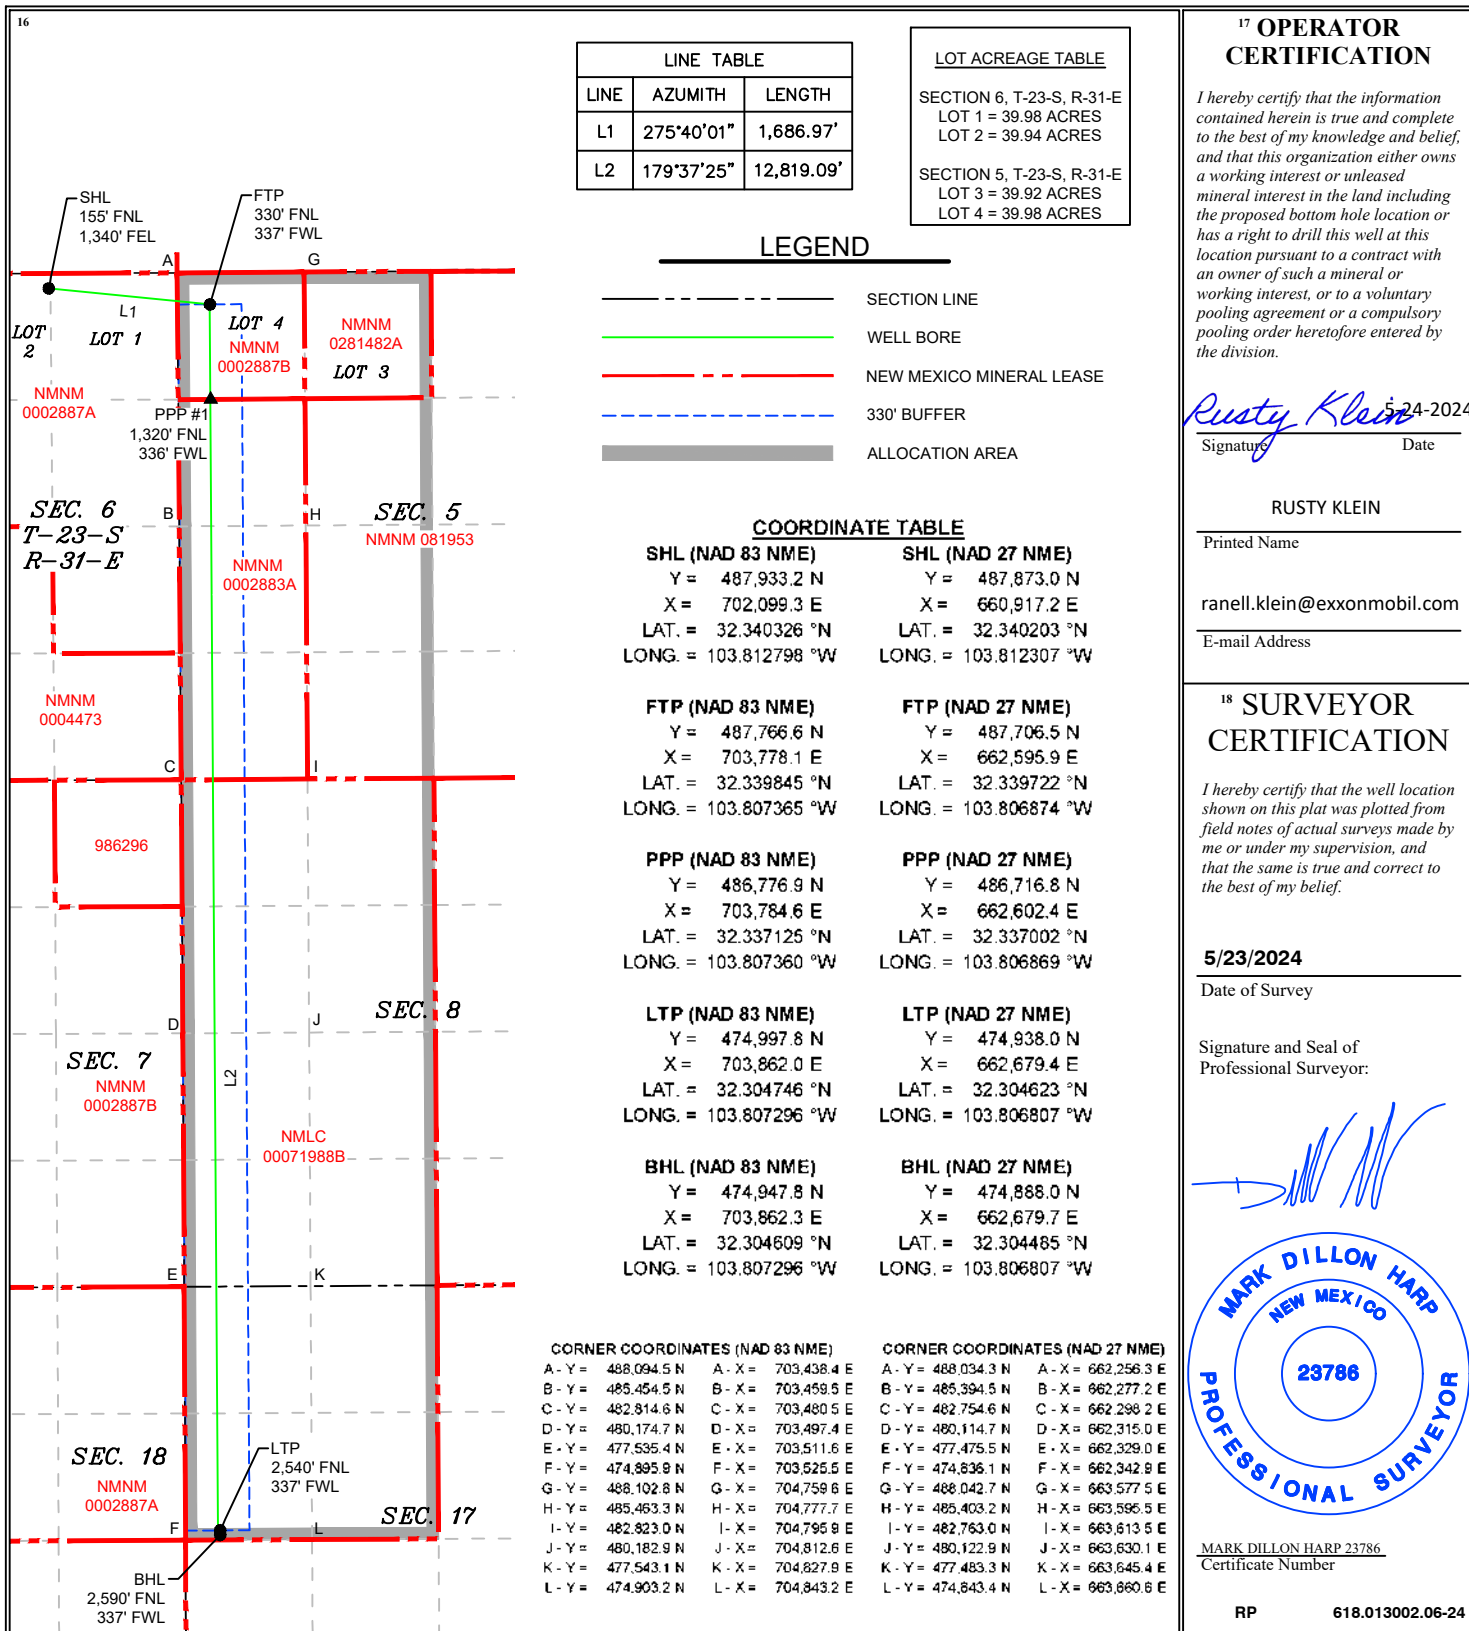 16
LINE TABLE
LINE AZUMITH LENGTH
L1 275°40'01" 1,686.97'
L2 179°37'25" 12,819.09'
LOT ACREAGE TABLE
SECTION 6, T-23-S, R-31-E
LOT 1 = 39.98 ACRES
LOT 2 = 39.94 ACRES
SECTION 5, T-23-S, R-31-E
LOT 3 = 39.92 ACRES
LOT 4 = 39.98 ACRES
LEGEND
SECTION LINE
WELL BORE
NEW MEXICO MINERAL LEASE
330' BUFFER
ALLOCATION AREA
SHL
155' FNL
1,340' FEL
FTP
330' FNL
337' FWL
A
G
L1
LOT
2
LOT 1
LOT 4
NMNM
0002887B
NMNM
0281482A
LOT 3
NMNM
0002887A
PPP #1
1,320' FNL
336' FWL
SEC. 6
T-23-S
R-31-E
B
H
SEC. 5
NMNM 081953
NMNM
0002883A
NMNM
0004473
C
I
986296
D
J
SEC. 8
SEC. 7
NMNM
0002887B
L2
NMLC
00071988B
E
K
SEC. 18
NMNM
0002887A
LTP
2,540' FNL
337' FWL
F
L
SEC. 17
BHL
2,590' FNL
337' FWL
COORDINATE TABLE
SHL (NAD 83 NME) SHL (NAD 27 NME)
Y = 487,933.2 N Y = 487,873.0 N
X = 702,099.3 E X = 660,917.2 E
LAT. = 32.340326 °N LAT. = 32.340203 °N
LONG. = 103.812798 °W LONG. = 103.812307 °W
FTP (NAD 83 NME) FTP (NAD 27 NME)
Y = 487,766.6 N Y = 487,706.5 N
X = 703,778.1 E X = 662,595.9 E
LAT. = 32.339845 °N LAT. = 32.339722 °N
LONG. = 103.807365 °W LONG. = 103.806874 °W
PPP (NAD 83 NME) PPP (NAD 27 NME)
Y = 486,776.9 N Y = 486,716.8 N
X = 703,784.6 E X = 662,602.4 E
LAT. = 32.337125 °N LAT. = 32.337002 °N
LONG. = 103.807360 °W LONG. = 103.806869 °W
LTP (NAD 83 NME) LTP (NAD 27 NME)
Y = 474,997.8 N Y = 474,938.0 N
X = 703,862.0 E X = 662,679.4 E
LAT. = 32.304746 °N LAT. = 32.304623 °N
LONG. = 103.807296 °W LONG. = 103.806807 °W
BHL (NAD 83 NME) BHL (NAD 27 NME)
Y = 474,947.8 N Y = 474,888.0 N
X = 703,862.3 E X = 662,679.7 E
LAT. = 32.304609 °N LAT. = 32.304485 °N
LONG. = 103.807296 °W LONG. = 103.806807 °W
CORNER COORDINATES (NAD 83 NME) CORNER COORDINATES (NAD 27 NME)
A - Y = 488,094.5 N A - X = 703,438.4 E A - Y = 488,034.3 N A - X = 662,256.3 E
B - Y = 485,454.5 N B - X = 703,459.5 E B - Y = 485,394.5 N B - X = 662,277.2 E
C - Y = 482,814.6 N C - X = 703,480.5 E C - Y = 482,754.6 N C - X = 662,298.2 E
D - Y = 480,174.7 N D - X = 703,497.4 E D - Y = 480,114.7 N D - X = 662,315.0 E
E - Y = 477,535.4 N E - X = 703,511.6 E E - Y = 477,475.5 N E - X = 662,329.0 E
F - Y = 474,895.9 N F - X = 703,525.5 E F - Y = 474,836.1 N F - X = 662,342.9 E
G - Y = 488,102.8 N G - X = 704,759.6 E G - Y = 488,042.7 N G - X = 663,577.5 E
H - Y = 485,463.3 N H - X = 704,777.7 E H - Y = 485,403.2 N H - X = 663,595.5 E
I - Y = 482,823.0 N I - X = 704,795.9 E I - Y = 482,763.0 N I - X = 663,613.5 E
J - Y = 480,182.9 N J - X = 704,812.6 E J - Y = 480,122.9 N J - X = 663,630.1 E
K - Y = 477,543.1 N K - X = 704,827.9 E K - Y = 477,483.3 N K - X = 663,645.4 E
L - Y = 474,903.2 N L - X = 704,843.2 E L - Y = 474,843.4 N L - X = 663,660.6 E
17 OPERATOR
CERTIFICATION
I hereby certify that the information
contained herein is true and complete
to the best of my knowledge and belief,
and that this organization either owns
a working interest or unleased
mineral interest in the land including
the proposed bottom hole location or
has a right to drill this well at this
location pursuant to a contract with
an owner of such a mineral or
working interest, or to a voluntary
pooling agreement or a compulsory
pooling order heretofore entered by
the division.
Rusty Klein 5-24-2024
Signature Date
RUSTY KLEIN
Printed Name
ranell.klein@exxonmobil.com
E-mail Address
18 SURVEYOR
CERTIFICATION
I hereby certify that the well location
shown on this plat was plotted from
field notes of actual surveys made by
me or under my supervision, and
that the same is true and correct to
the best of my belief.
5/23/2024
Date of Survey
Signature and Seal of
Professional Surveyor:
MARK DILLON HARP
NEW MEXICO
23786
PROFESSIONAL SURVEYOR
MARK DILLON HARP 23786
Certificate Number
RP 618.013002.06-24